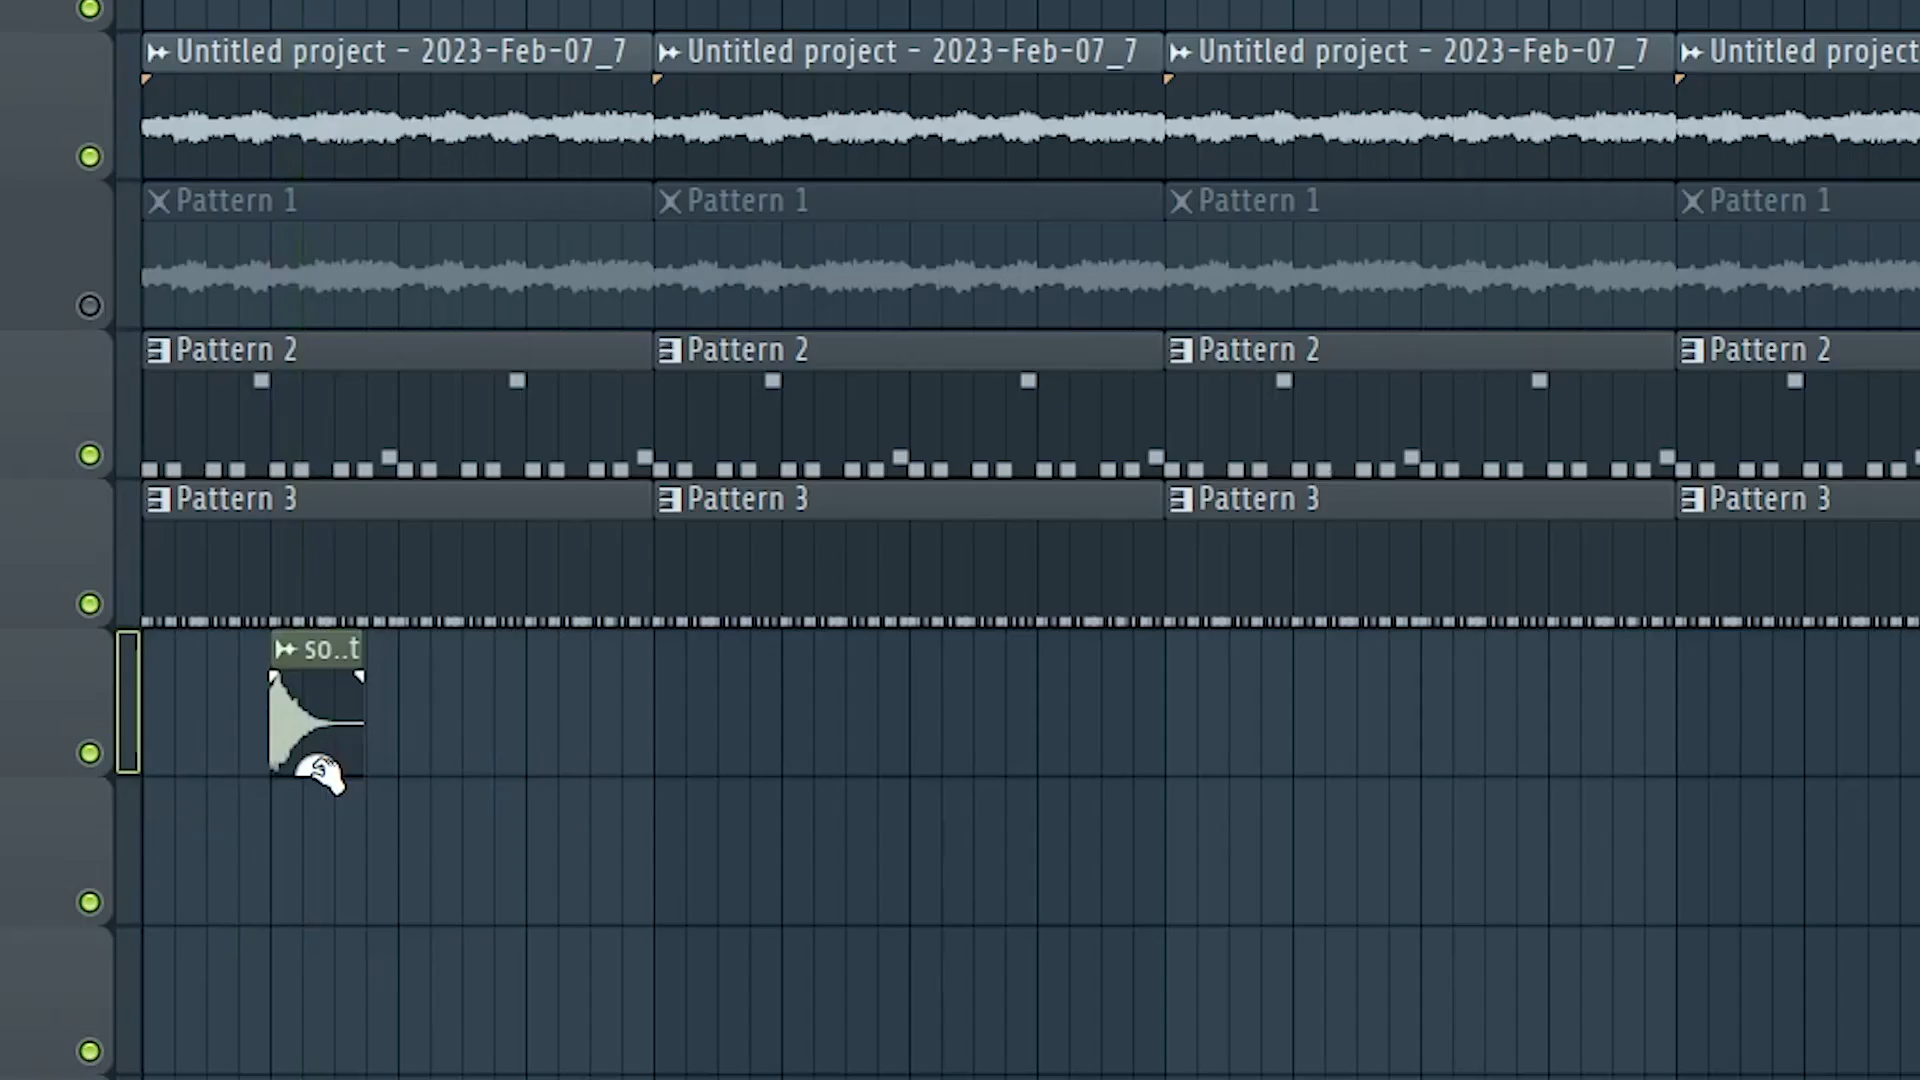 Untitled project - 2023-Feb-07_7 Untitled project - 2023-Feb-07_7 Untitled project - 2023-Feb-07_7 Untitled project
Pattern 1 Pattern 1 Pattern 1 Pattern 1
Pattern 2 Pattern 2 Pattern 2 Pattern 2
Pattern 3 Pattern 3 Pattern 3 Pattern 3
so..t